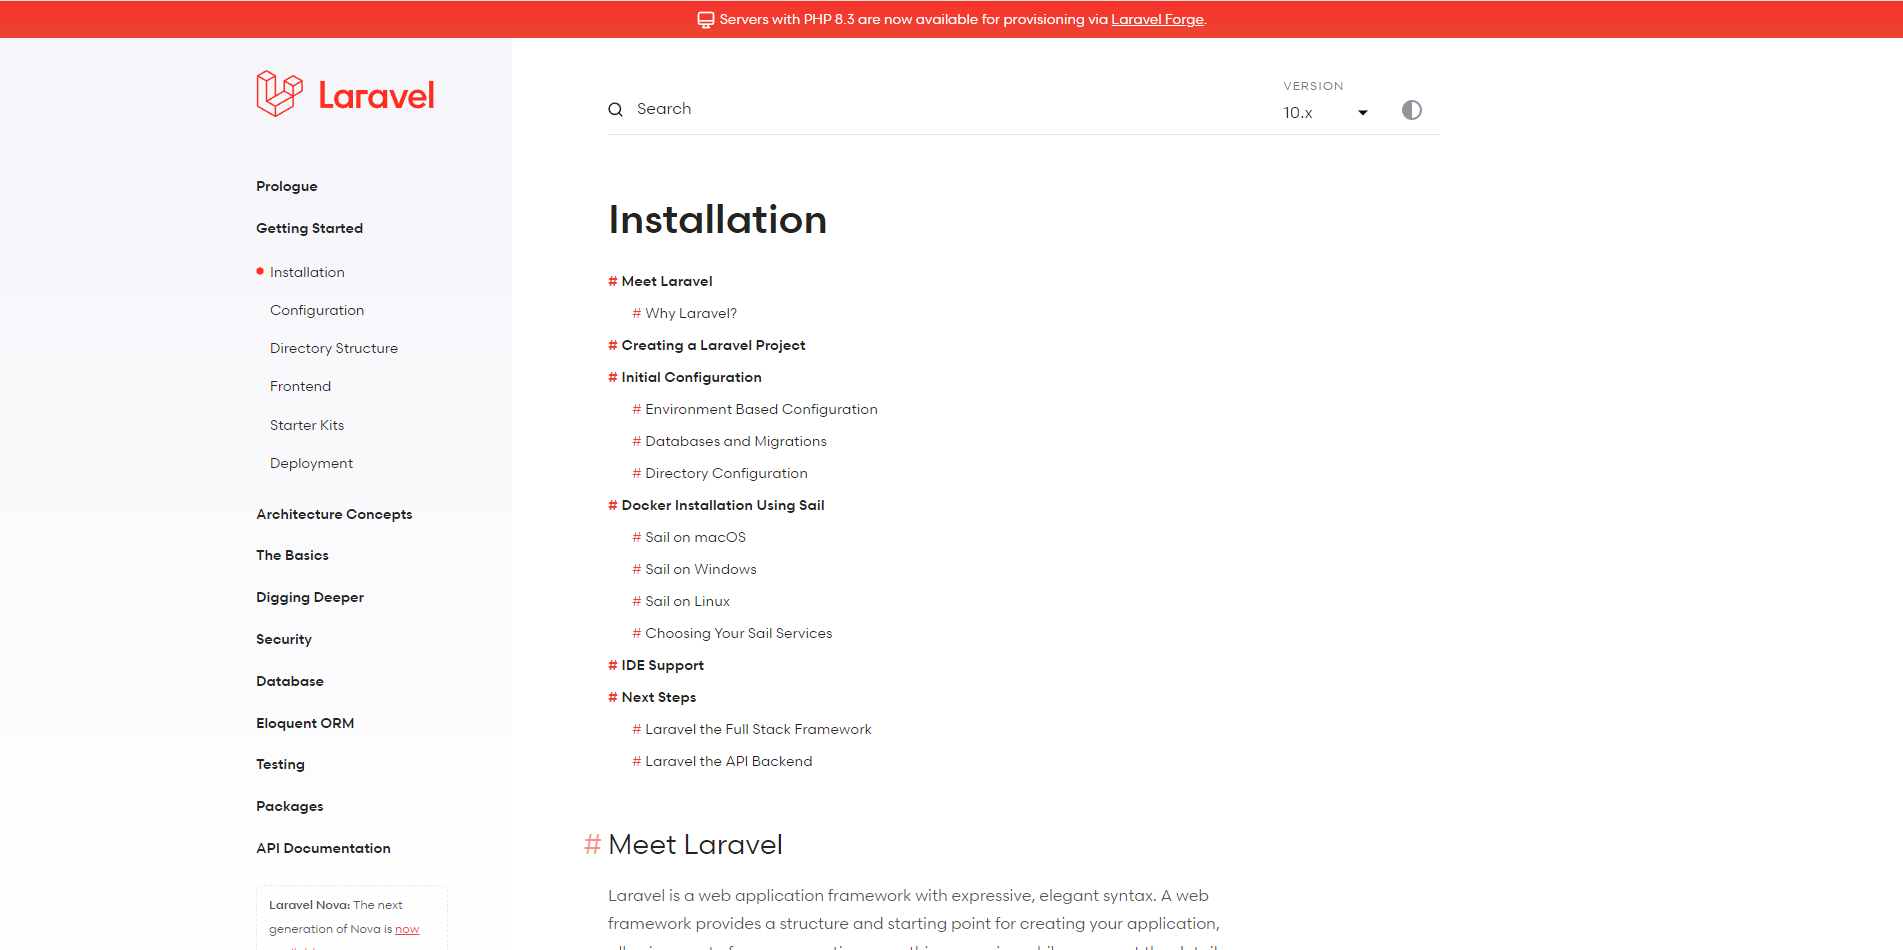 Servers with PHP 8.3 are now available for provisioning via Laravel Forge.
Laravel
Prologue
Getting Started
Installation
Configuration
Directory Structure
Frontend
Starter Kits
Deployment
Architecture Concepts
The Basics
Digging Deeper
Security
Database
Eloquent ORM
Testing
Packages
API Documentation
Laravel Nova: The next
generation of Nova is now
Search
VERSION
10.x
Installation
# Meet Laravel
# Why Laravel?
# Creating a Laravel Project
# Initial Configuration
# Environment Based Configuration
# Databases and Migrations
# Directory Configuration
# Docker Installation Using Sail
# Sail on macOS
# Sail on Windows
# Sail on Linux
# Choosing Your Sail Services
# IDE Support
# Next Steps
# Laravel the Full Stack Framework
# Laravel the API Backend
# Meet Laravel
Laravel is a web application framework with expressive, elegant syntax. A web
framework provides a structure and starting point for creating your application,